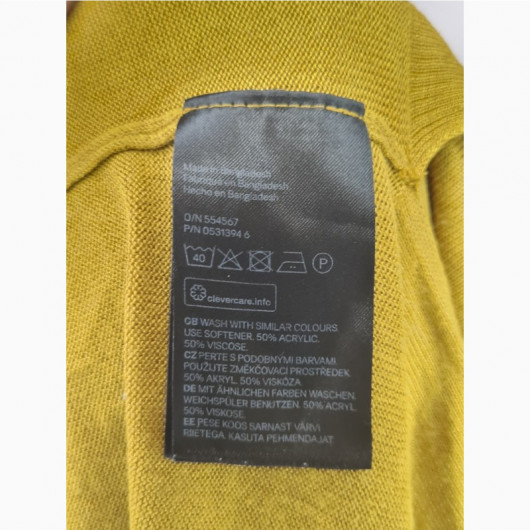 Made in Bangladesh
Fabriqué en Bangladesh
Hecho en Bangladesh
O/N 554567
P/N 0531394 6
40
P
clevercare.info
GB WASH WITH SIMILAR COLOURS.
USE SOFTENER. 50% ACRYLIC.
50% VISCOSE.
CZ PERTE S PODOBNÝMI BARVAMI.
POUŽIJTE ZMĚKČOVACÍ PROSTŘEDEK.
50% AKRYL. 50% VISKÓZA.
DE MIT ÄHNLICHEN FARBEN WASCHEN.
WEICHSPÜLER BENUTZEN. 50% ACRYL.
50% VISKOSE.
EE PESE KOOS SARNAST VÄRVI
RIIETEGA. KASUTA PEHMENDAJAT.